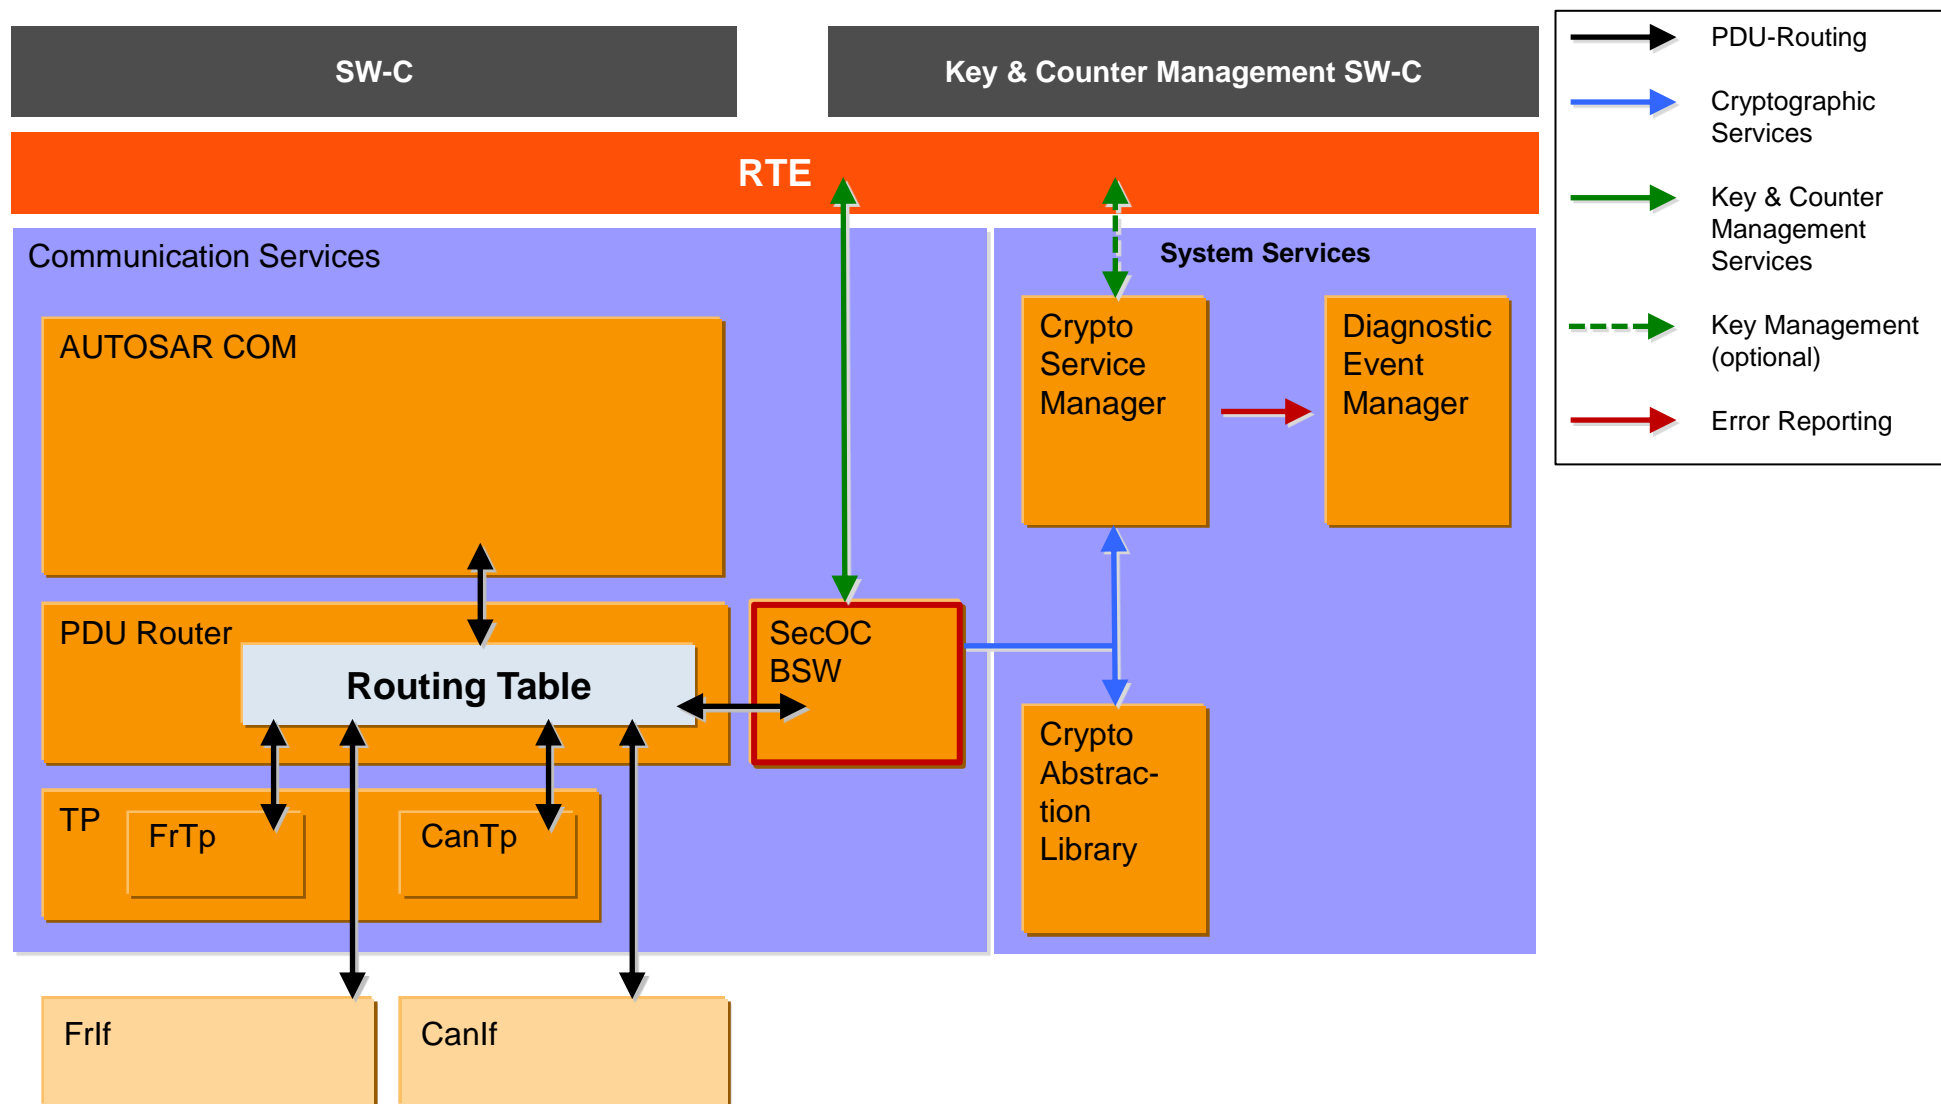 SW-C
Key & Counter Management SW-C
RTE
Communication Services
System Services
AUTOSAR COM
Crypto
Service
Manager
Diagnostic
Event
Manager
PDU Router
Routing Table
SecOC
BSW
Crypto
Abstrac-
tion
Library
TP
FrTp
CanTp
FrIf
CanIf
PDU-Routing
Cryptographic
Services
Key & Counter
Management
Services
Key Management
(optional)
Error Reporting